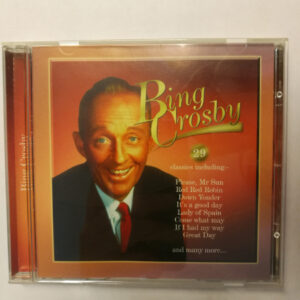 Bing Crosby
Bing
Crosby
29
classics including~
Please, Mr Sun
Red Red Robin
Down Yonder
It's a good day
Lady of Spain
Come what may
If I had my way
Great Day
and many more...